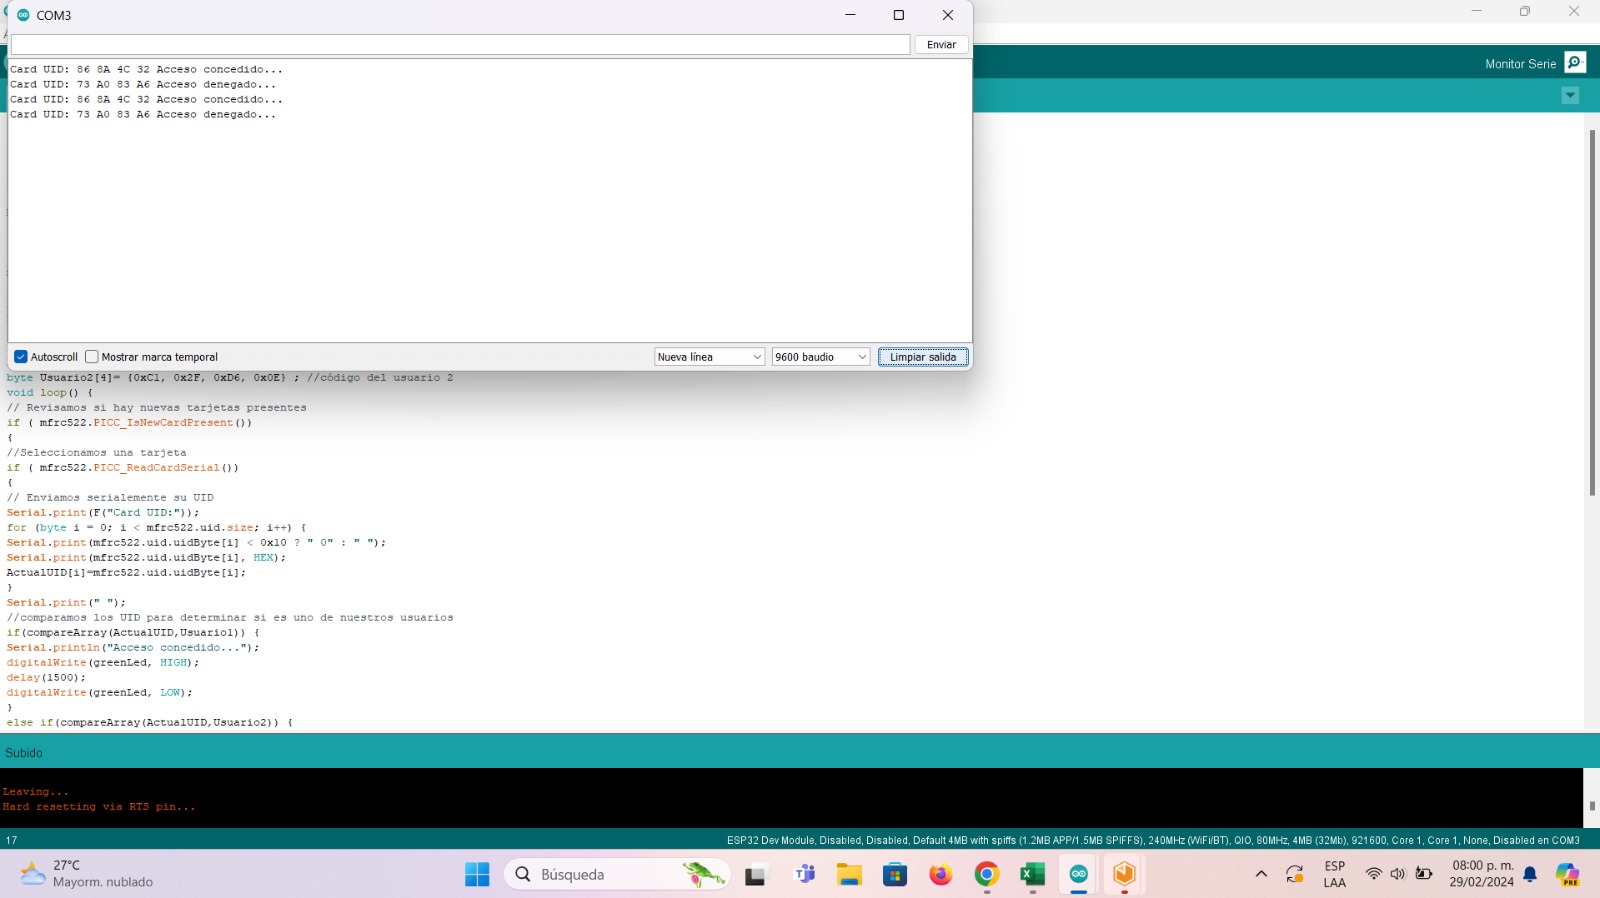 COM3
Enviar
Card UID: 86 8A 4C 32 Acceso concedido...
Card UID: 73 A0 83 A6 Acceso denegado...
Card UID: 86 8A 4C 32 Acceso concedido...
Card UID: 73 A0 83 A6 Acceso denegado...
Monitor Serie
Autoscroll
Mostrar marca temporal
Nueva línea
9600 baudio
Limpiar salida
byte Usuario2[4]= {0xC1, 0x2F, 0xD6, 0x0E} ; //código del usuario 2
void loop() {
// Revisamos si hay nuevas tarjetas presentes
if ( mfrc522.PICC_IsNewCardPresent())
{
//Seleccionamos una tarjeta
if ( mfrc522.PICC_ReadCardSerial())
{
// Enviamos serialemente su UID
Serial.print(F("Card UID:"));
for (byte i = 0; i < mfrc522.uid.size; i++) {
Serial.print(mfrc522.uid.uidByte[i] < 0x10 ? " 0" : " ");
Serial.print(mfrc522.uid.uidByte[i], HEX);
ActualUID[i]=mfrc522.uid.uidByte[i];
}
Serial.print(" ");
//comparamos los UID para determinar si es uno de nuestros usuarios
if(compareArray(ActualUID,Usuario1)) {
Serial.println("Acceso concedido...");
digitalWrite(greenLed, HIGH);
delay(1500);
digitalWrite(greenLed, LOW);
}
else if(compareArray(ActualUID,Usuario2)) {
Subido
Leaving...
Hard resetting via RTS pin...
17
ESP32 Dev Module, Disabled, Disabled, Default 4MB with spiffs (1.2MB APP/1.5MB SPIFFS), 240MHz (WiFi/BT), QIO, 80MHz, 4MB (32Mb), 921600, Core 1, Core 1, None, Disabled en COM3
27°C
Mayorm. nublado
Búsqueda
ESP
LAA
08:00 p. m.
29/02/2024
PRE